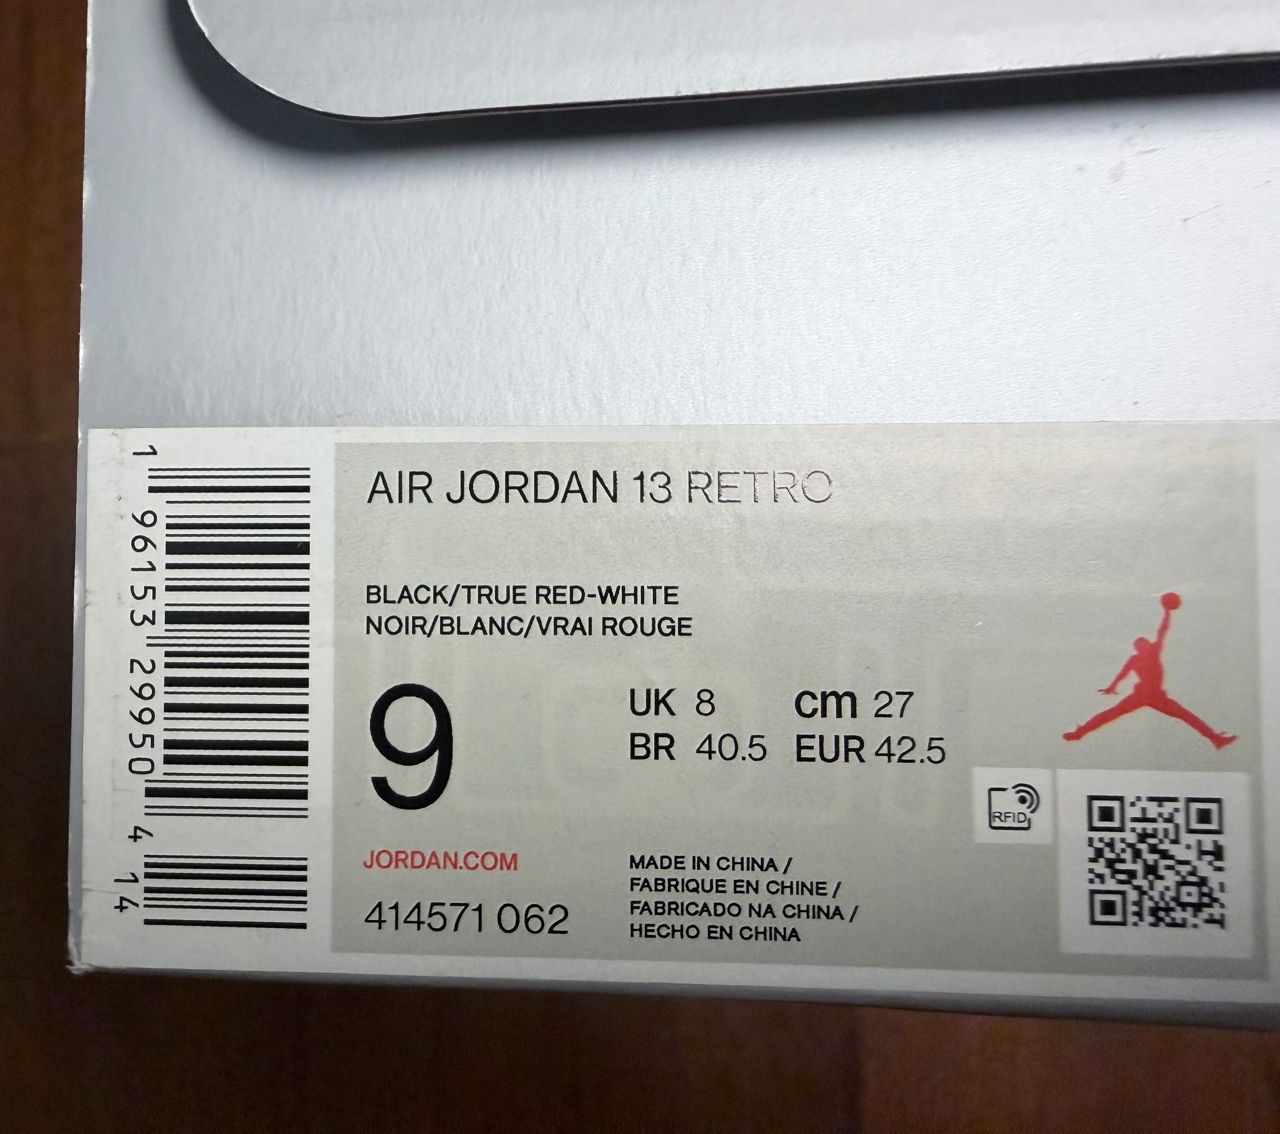 AIR JORDAN 13 RETRO
BLACK/TRUE RED-WHITE
NOIR/BLANC/VRAI ROUGE
9
UK 8 cm 27
BR 40.5 EUR 42.5
RFID
JORDAN.COM
414571 062
MADE IN CHINA /
FABRIQUE EN CHINE /
FABRICADO NA CHINA /
HECHO EN CHINA
1 96153 29950 4 14